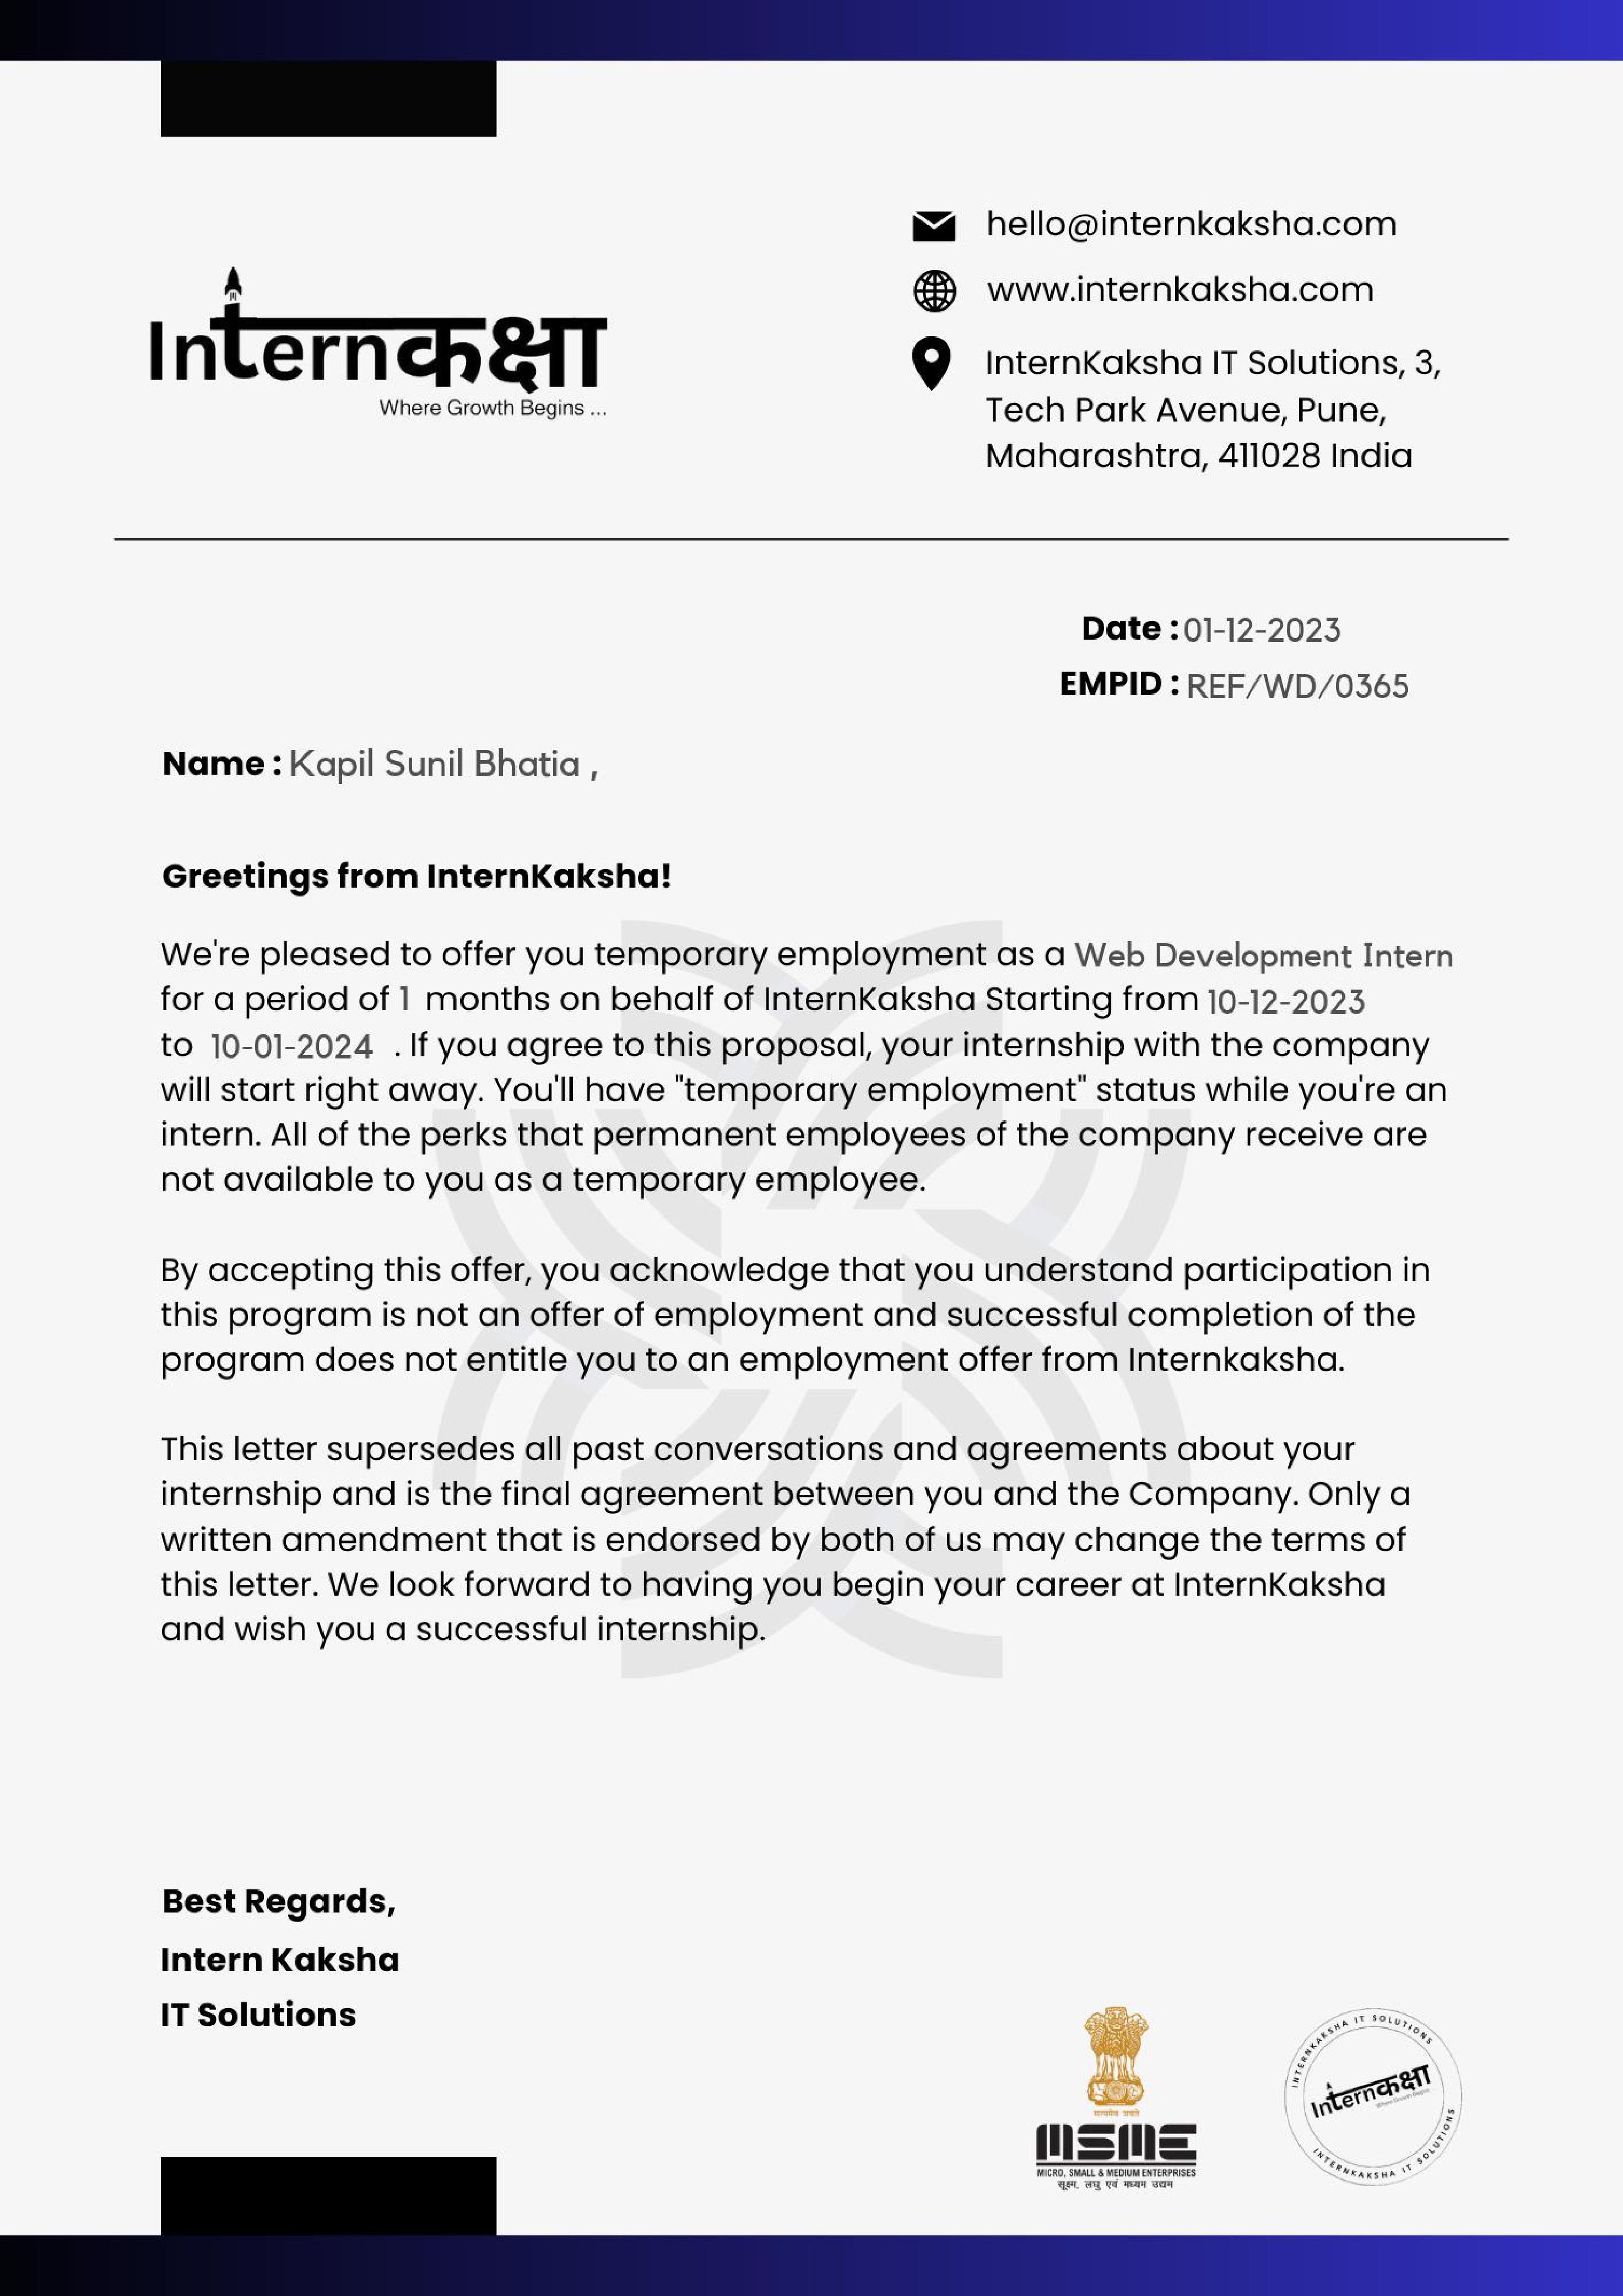 Internकक्षा
Where Growth Begins ...
hello@internkaksha.com
www.internkaksha.com
InternKaksha IT Solutions, 3,
Tech Park Avenue, Pune,
Maharashtra, 411028 India
Date : 01-12-2023
EMPID : REF/WD/0365
Name : Kapil Sunil Bhatia ,
Greetings from InternKaksha!
We're pleased to offer you temporary employment as a Web Development Intern
for a period of 1 months on behalf of InternKaksha Starting from 10-12-2023
to 10-01-2024 . If you agree to this proposal, your internship with the company
will start right away. You'll have "temporary employment" status while you're an
intern. All of the perks that permanent employees of the company receive are
not available to you as a temporary employee.
By accepting this offer, you acknowledge that you understand participation in
this program is not an offer of employment and successful completion of the
program does not entitle you to an employment offer from Internkaksha.
This letter supersedes all past conversations and agreements about your
internship and is the final agreement between you and the Company. Only a
written amendment that is endorsed by both of us may change the terms of
this letter. We look forward to having you begin your career at InternKaksha
and wish you a successful internship.
Best Regards,
Intern Kaksha
IT Solutions
सत्यमेव जयते
MSME
MICRO, SMALL & MEDIUM ENTERPRISES
सूक्ष्म, लघु एवं मध्यम उद्यम
INTERNKAKSHA IT SOLUTIONS
Internकक्षा
Where Growth Begins
INTERNKAKSHA IT SOLUTIONS